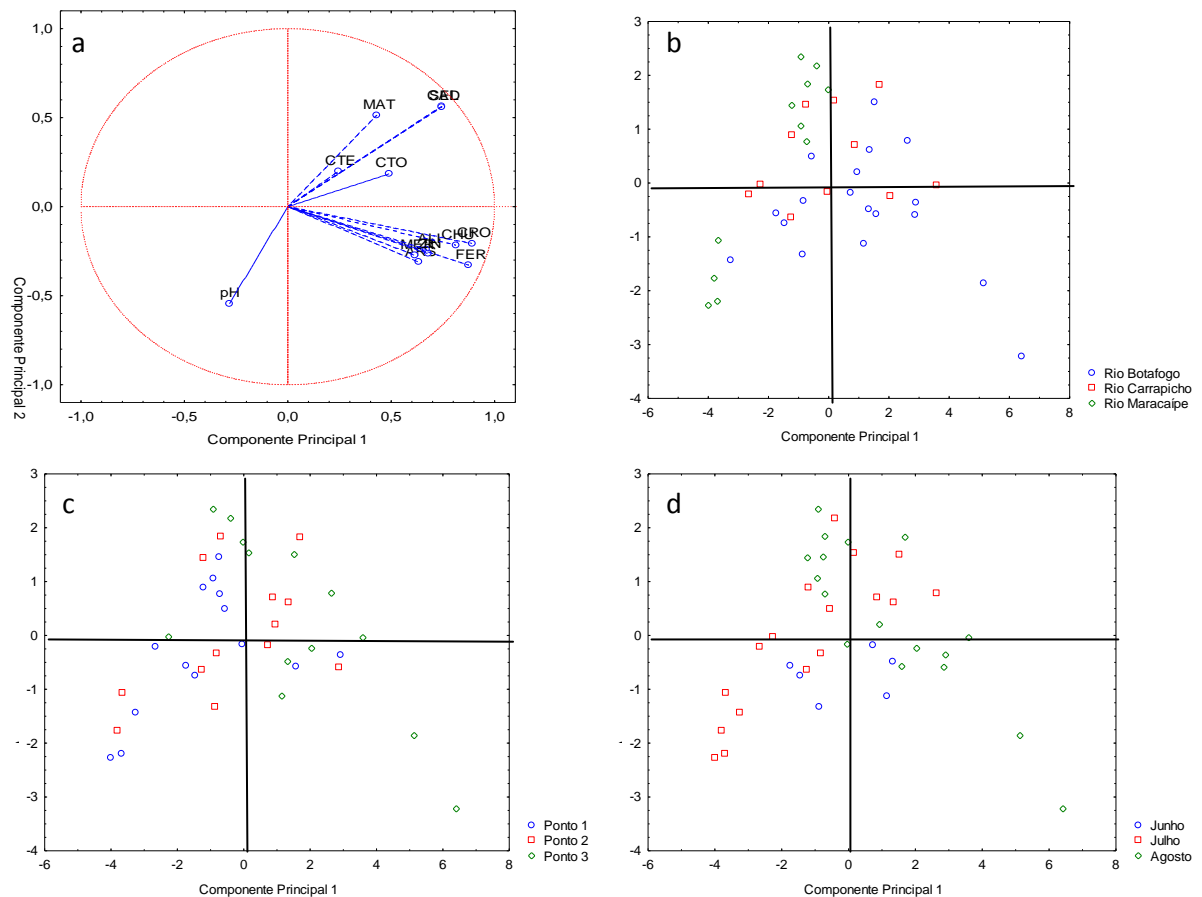 a
1,0
0,5
0,0
-0,5
-1,0
-1,0
-0,5
0,0
0,5
1,0
Componente Principal 2
Componente Principal 1
MAT
SAL
CTE
CTO
CHU
CRO
FER
pH
b
3
2
1
0
-1
-2
-3
-4
-6
-4
-2
0
2
4
6
8
Componente Principal 1
Rio Botafogo
Rio Carrapicho
Rio Maracaípe
c
3
2
1
0
-1
-2
-3
-4
-6
-4
-2
0
2
4
6
8
Componente Principal 1
Ponto 1
Ponto 2
Ponto 3
d
3
2
1
0
-1
-2
-3
-4
-6
-4
-2
0
2
4
6
8
Componente Principal 1
Junho
Julho
Agosto